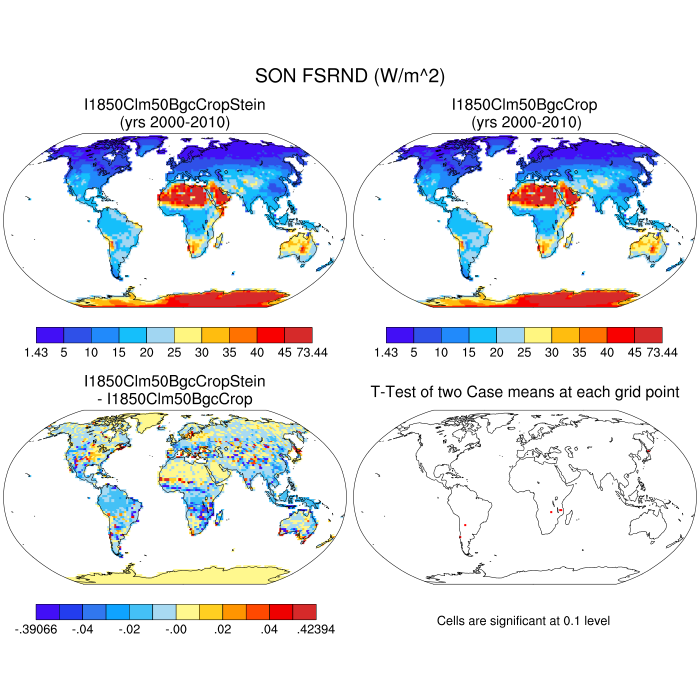 SON FSRND (W/m^2)
I1850Clm50BgcCropStein
(yrs 2000-2010)
I1850Clm50BgcCrop
(yrs 2000-2010)
1.43 5 10 15 20 25 30 35 40 45 73.44
1.43 5 10 15 20 25 30 35 40 45 73.44
I1850Clm50BgcCropStein
- I1850Clm50BgcCrop
T-Test of two Case means at each grid point
-.39066 -.04 -.02 -.00 .02 .04 .42394
Cells are significant at 0.1 level